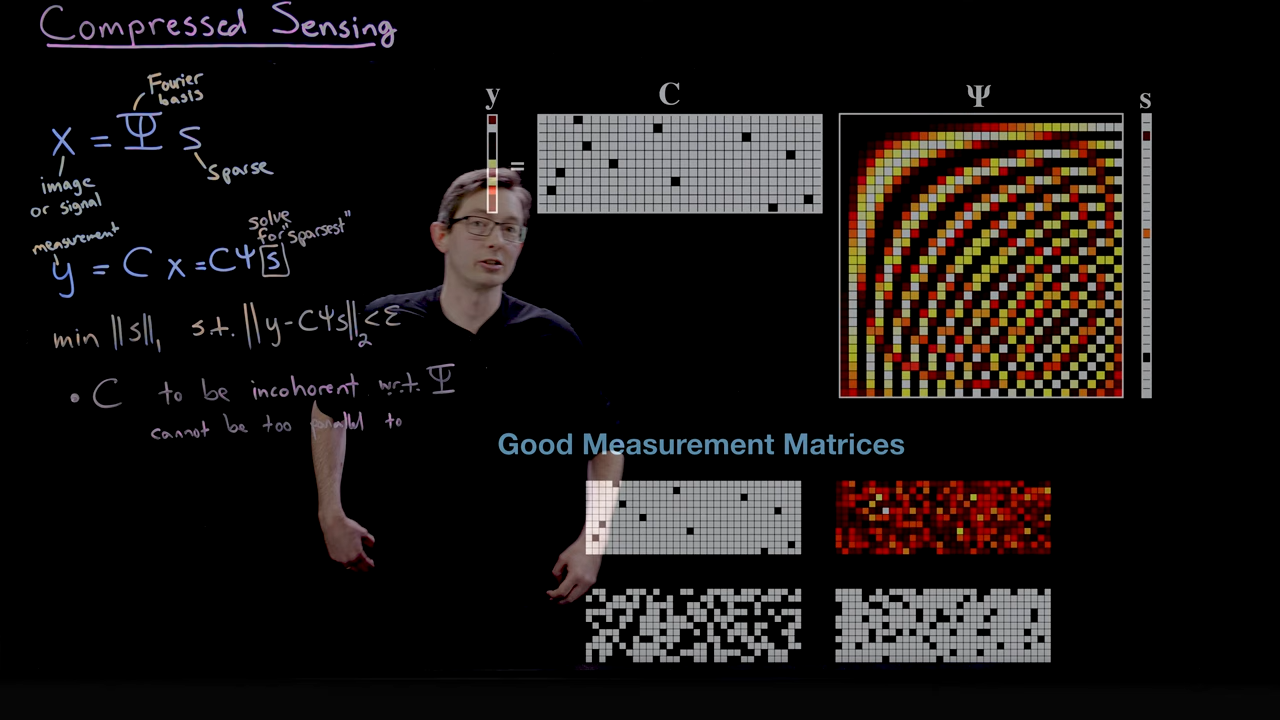 Compressed Sensing
Fourier
basis
x = Ψ s
image
or signal
sparse
measurement
solve
for "sparsest"
y = C x = CΨ s
min ||s||₁ s.t. ||y-CΨs||₂ < ε
• C to be incohorent w.r.t. Ψ
cannot be too parallel to
y = C Ψ s
Good Measurement Matrices